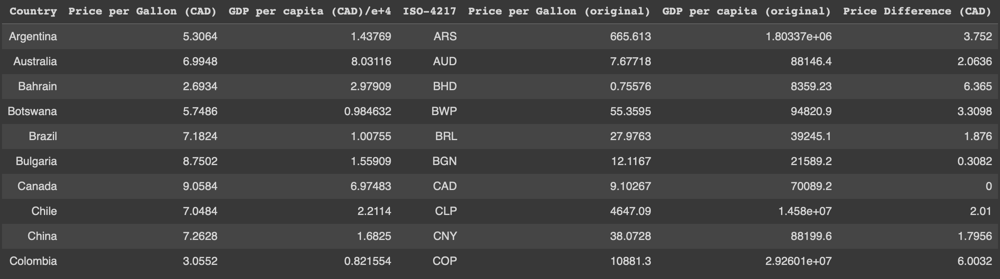 Country Price per Gallon (CAD) GDP per capita (CAD)/e+4 ISO-4217 Price per Gallon (original) GDP per capita (original) Price Difference (CAD)
Argentina 5.3064 1.43769 ARS 665.613 1.80337e+06 3.752
Australia 6.9948 8.03116 AUD 7.67718 88146.4 2.0636
Bahrain 2.6934 2.97909 BHD 0.75576 8359.23 6.365
Botswana 5.7486 0.984632 BWP 55.3595 94820.9 3.3098
Brazil 7.1824 1.00755 BRL 27.9763 39245.1 1.876
Bulgaria 8.7502 1.55909 BGN 12.1167 21589.2 0.3082
Canada 9.0584 6.97483 CAD 9.10267 70089.2 0
Chile 7.0484 2.2114 CLP 4647.09 1.458e+07 2.01
China 7.2628 1.6825 CNY 38.0728 88199.6 1.7956
Colombia 3.0552 0.821554 COP 10881.3 2.92601e+07 6.0032